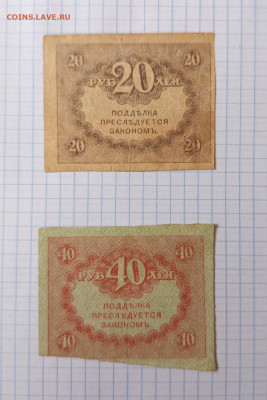 COINS.LAVE.RU
20 20
РУБ 20 ЛЕЙ
ПОДДѢЛКА
ПРЕСЛѢДУЕТСЯ
ЗАКОНОМЪ.
20 20
40 40
РУБ 40 ЛЕЙ
ПОДДѢЛКА
ПРЕСЛѢДУЕТСЯ
ЗАКОНОМЪ.
40 40